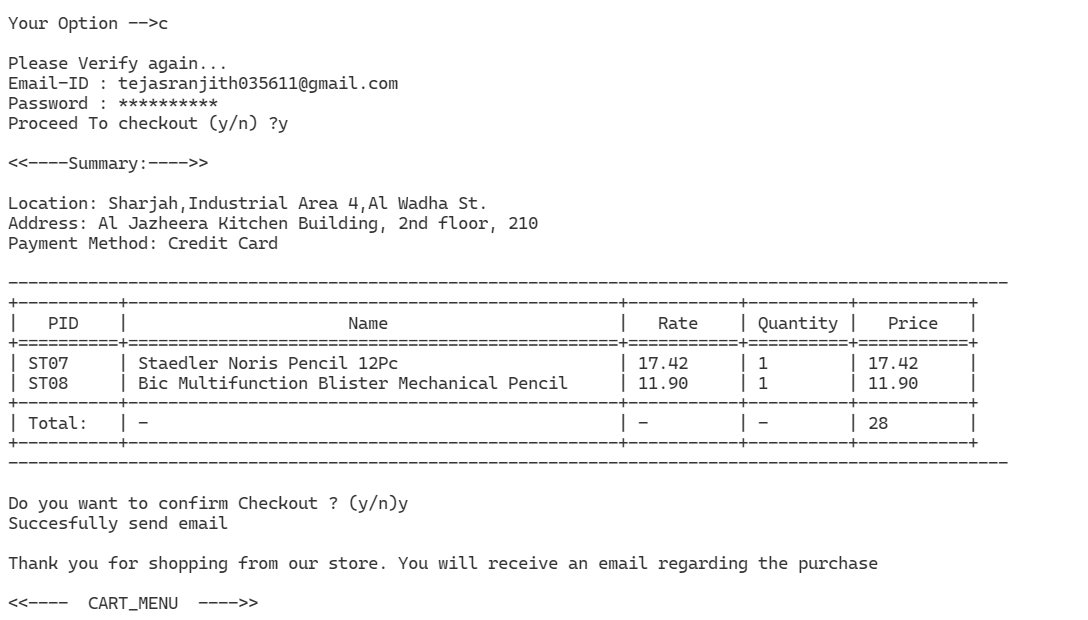 Your Option -->c
Please Verify again...
Email-ID : tejasranjith035611@gmail.com
Password : **********
Proceed To checkout (y/n) ?y
<<----Summary:---->>
Location: Sharjah,Industrial Area 4,Al Wadha St.
Address: Al Jazheera Kitchen Building, 2nd floor, 210
Payment Method: Credit Card
----------------------------------------------------------------------------------------------------
+----------+-------------------------------------------------+-----------+----------+-----------+
|   PID    |                      Name                       |   Rate    | Quantity |   Price   |
+==========+=================================================+===========+==========+===========+
| ST07     | Staedler Noris Pencil 12Pc                      | 17.42     | 1        | 17.42     |
| ST08     | Bic Multifunction Blister Mechanical Pencil     | 11.90     | 1        | 11.90     |
+----------+-------------------------------------------------+-----------+----------+-----------+
| Total:   | -                                               | -         | -        | 28        |
+----------+-------------------------------------------------+-----------+----------+-----------+
----------------------------------------------------------------------------------------------------
Do you want to confirm Checkout ? (y/n)y
Succesfully send email
Thank you for shopping from our store. You will receive an email regarding the purchase
<<----  CART_MENU  ---->>